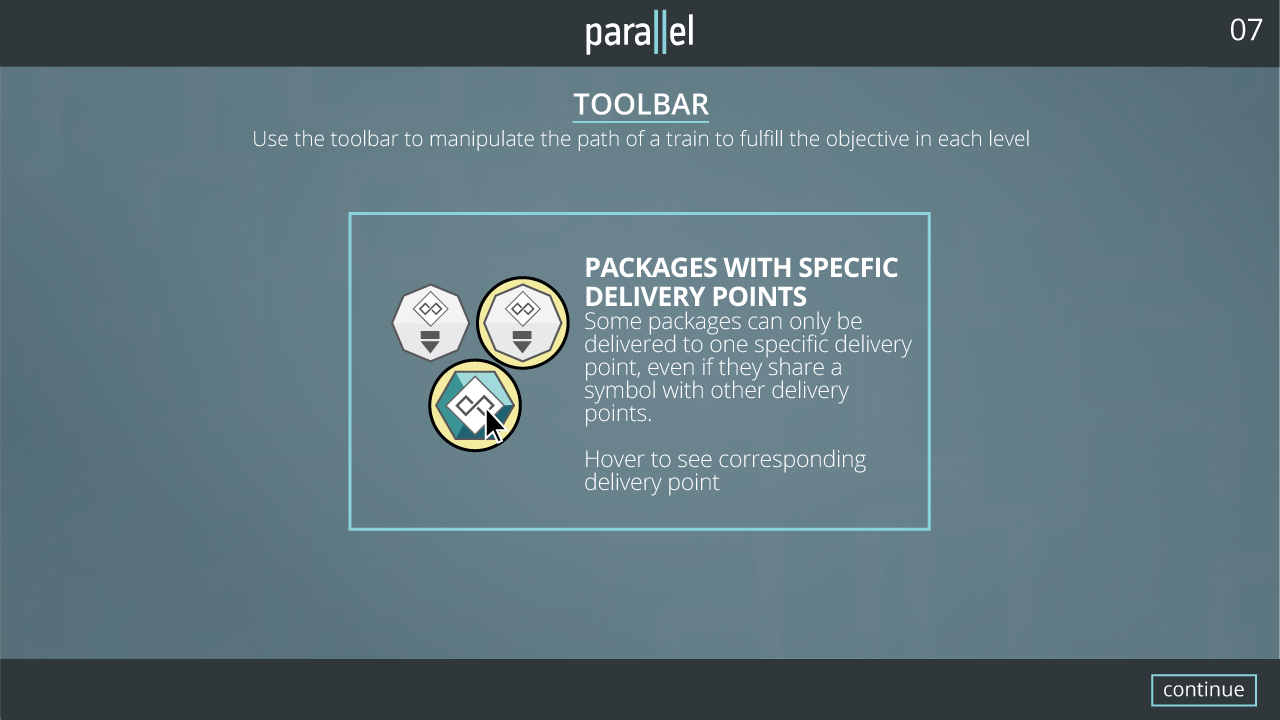 parallel
07
TOOLBAR
Use the toolbar to manipulate the path of a train to fulfill the objective in each level
PACKAGES WITH SPECFIC
DELIVERY POINTS
Some packages can only be
delivered to one specific delivery
point, even if they share a
symbol with other delivery
points.
Hover to see corresponding
delivery point
continue